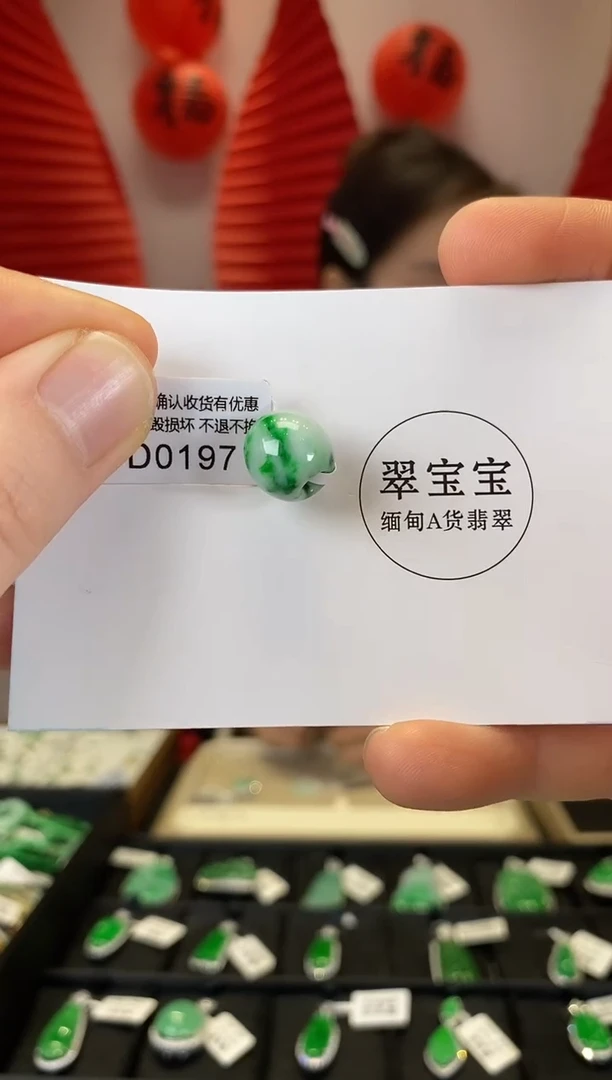 福
确认收货有优惠
毁损坏 不退不换
D0197
翠宝宝
缅甸A货翡翠